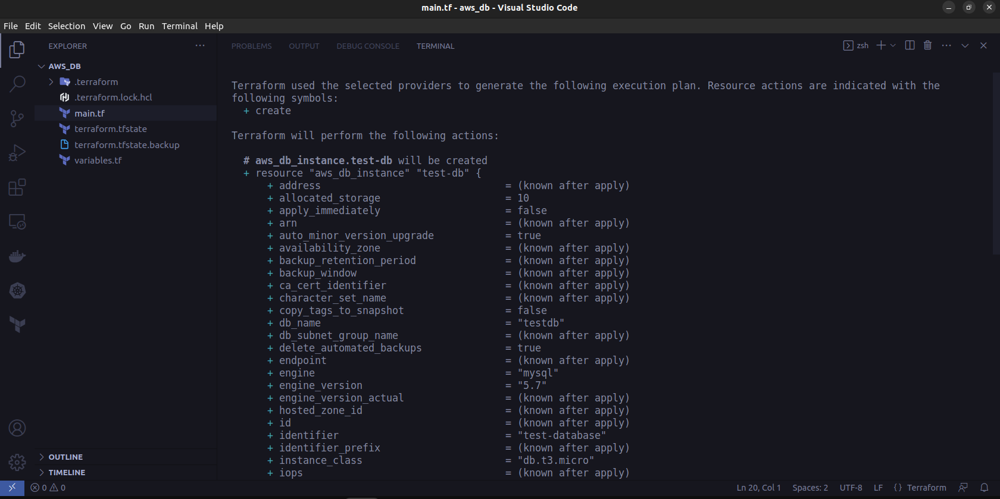 main.tf - aws_db - Visual Studio Code
File Edit Selection View Go Run Terminal Help
EXPLORER
AWS_DB
.terraform
.terraform.lock.hcl
main.tf
terraform.tfstate
terraform.tfstate.backup
variables.tf
OUTLINE
TIMELINE
PROBLEMS OUTPUT DEBUG CONSOLE TERMINAL
zsh
Terraform used the selected providers to generate the following execution plan. Resource actions are indicated with the
following symbols:
+ create
Terraform will perform the following actions:
# aws_db_instance.test-db will be created
+ resource "aws_db_instance" "test-db" {
+ address = (known after apply)
+ allocated_storage = 10
+ apply_immediately = false
+ arn = (known after apply)
+ auto_minor_version_upgrade = true
+ availability_zone = (known after apply)
+ backup_retention_period = (known after apply)
+ backup_window = (known after apply)
+ ca_cert_identifier = (known after apply)
+ character_set_name = (known after apply)
+ copy_tags_to_snapshot = false
+ db_name = "testdb"
+ db_subnet_group_name = (known after apply)
+ delete_automated_backups = true
+ endpoint = (known after apply)
+ engine = "mysql"
+ engine_version = "5.7"
+ engine_version_actual = (known after apply)
+ hosted_zone_id = (known after apply)
+ id = (known after apply)
+ identifier = "test-database"
+ identifier_prefix = (known after apply)
+ instance_class = "db.t3.micro"
+ iops = (known after apply)
0 0 Ln 20, Col 1 Spaces: 2 UTF-8 LF {} Terraform